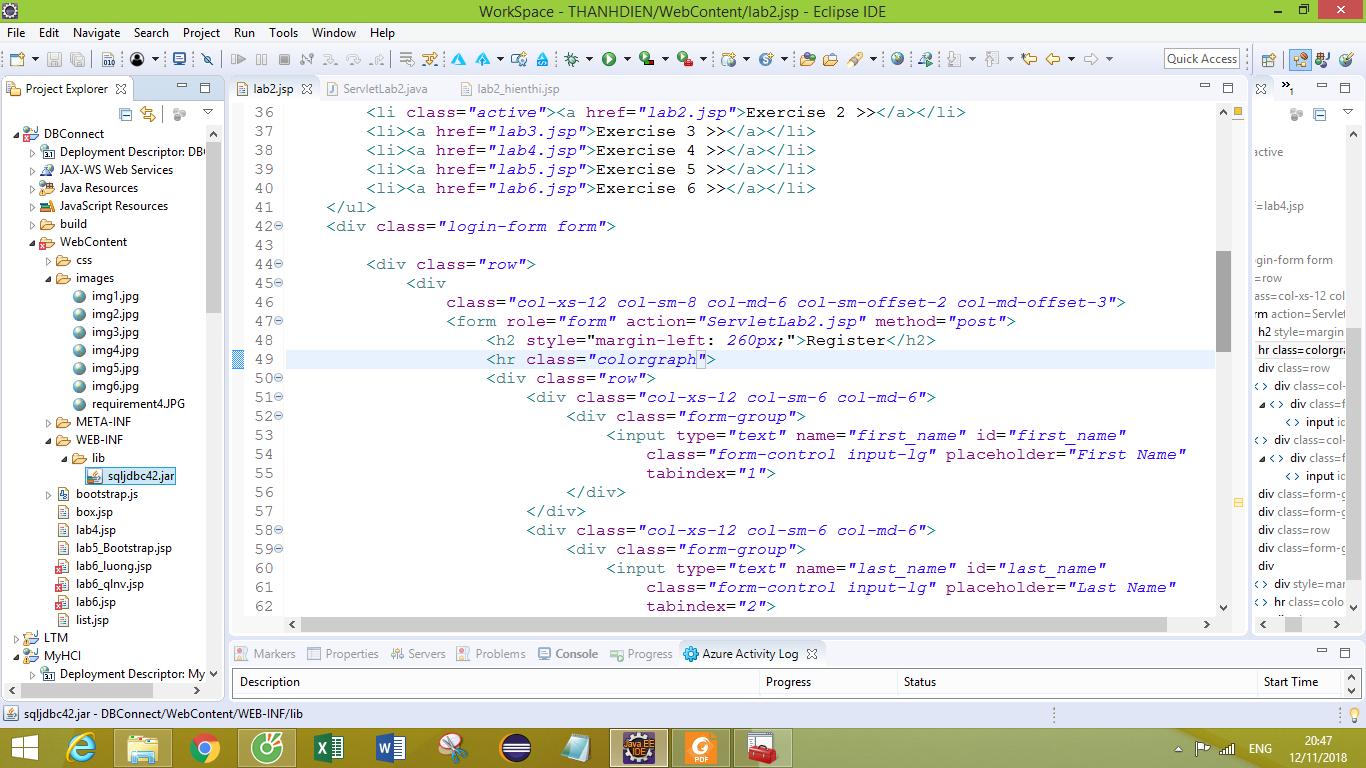 WorkSpace - THANHDIEN/WebContent/lab2.jsp - Eclipse IDE
File Edit Navigate Search Project Run Tools Window Help
Quick Access
Project Explorer
DBConnect
Deployment Descriptor: DBC
JAX-WS Web Services
Java Resources
JavaScript Resources
build
WebContent
css
images
img1.jpg
img2.jpg
img3.jpg
img4.jpg
img5.jpg
img6.jpg
requirement4.JPG
META-INF
WEB-INF
lib
sqljdbc42.jar
bootstrap.js
box.jsp
lab4.jsp
lab5_Bootstrap.jsp
lab6_luong.jsp
lab6_qlnv.jsp
lab6.jsp
list.jsp
LTM
MyHCI
Deployment Descriptor: My
lab2.jsp ServletLab2.java lab2_hienthi.jsp
36 <li class="active"><a href="lab2.jsp">Exercise 2 >></a></li>
37 <li><a href="lab3.jsp">Exercise 3 >></a></li>
38 <li><a href="lab4.jsp">Exercise 4 >></a></li>
39 <li><a href="lab5.jsp">Exercise 5 >></a></li>
40 <li><a href="lab6.jsp">Exercise 6 >></a></li>
41 </ul>
42 <div class="login-form form">
43
44 <div class="row">
45 <div
46 class="col-xs-12 col-sm-8 col-md-6 col-sm-offset-2 col-md-offset-3">
47 <form role="form" action="ServletLab2.jsp" method="post">
48 <h2 style="margin-left: 260px;">Register</h2>
49 <hr class="colorgraph">
50 <div class="row">
51 <div class="col-xs-12 col-sm-6 col-md-6">
52 <div class="form-group">
53 <input type="text" name="first_name" id="first_name"
54 class="form-control input-lg" placeholder="First Name"
55 tabindex="1">
56 </div>
57 </div>
58 <div class="col-xs-12 col-sm-6 col-md-6">
59 <div class="form-group">
60 <input type="text" name="last_name" id="last_name"
61 class="form-control input-lg" placeholder="Last Name"
62 tabindex="2">
»1
active
f=lab4.jsp
gin-form form
=row
ass=col-xs-12 col
rm action=Servlet
h2 style=margin
hr class=colorgra
div class=row
<> div class=col-
<> div class=f
<> input id
<> div class=col-
<> div class=f
<> input id
div class=form-g
div class=form-g
div class=row
div class=form-g
div
<> div style=mar
<> hr class=colo
Markers Properties Servers Problems Console Progress Azure Activity Log
Description Progress Status Start Time
sqljdbc42.jar - DBConnect/WebContent/WEB-INF/lib
Java EE
IDE
PDF
ENG
20:47
12/11/2018